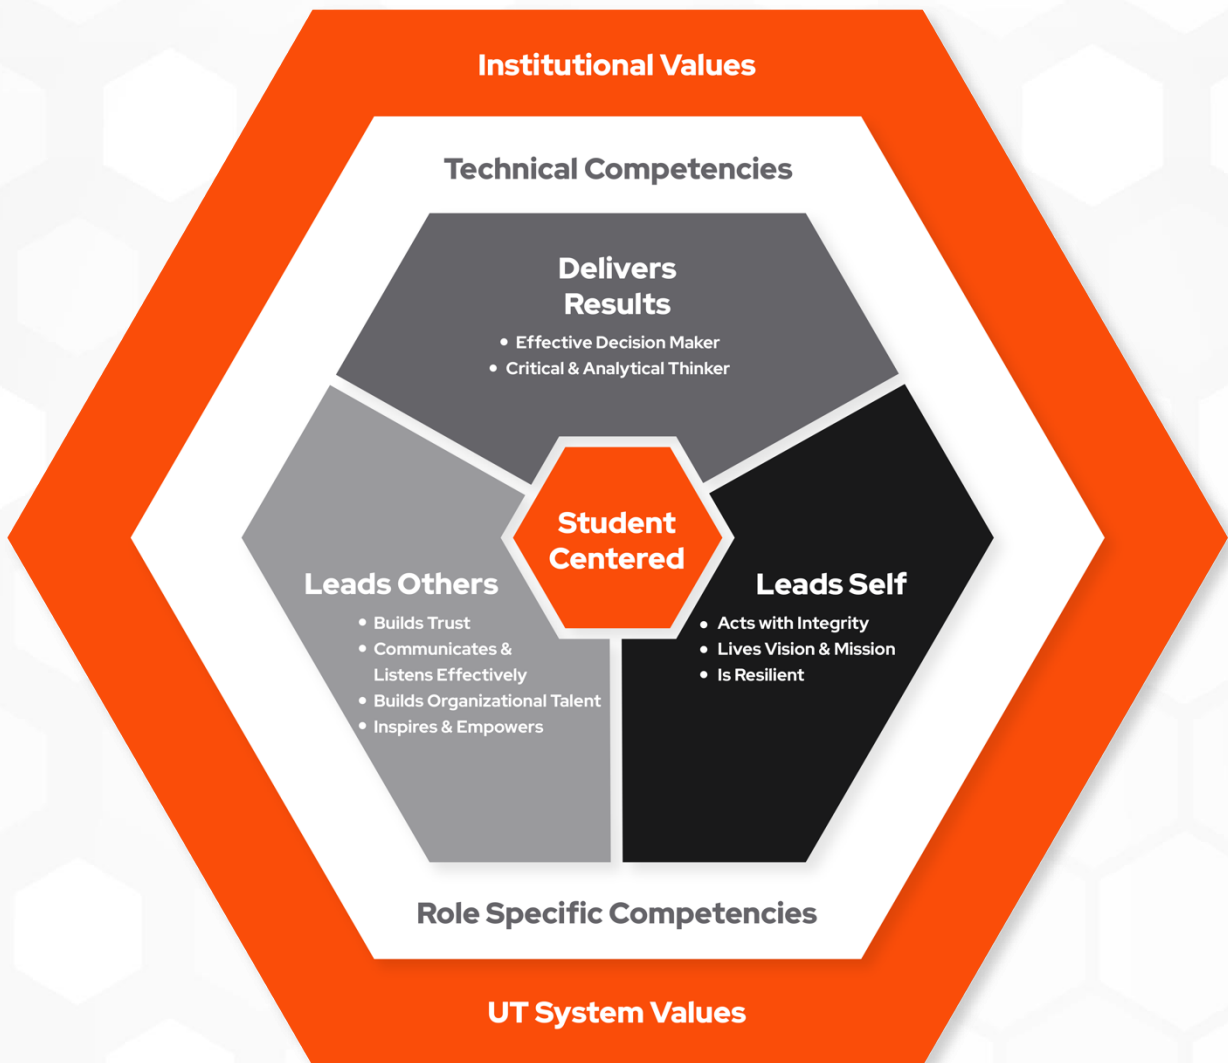 Institutional Values
Technical Competencies
Delivers
Results
• Effective Decision Maker
• Critical & Analytical Thinker
Student
Centered
Leads Others
• Builds Trust
• Communicates &
Listens Effectively
• Builds Organizational Talent
• Inspires & Empowers
Leads Self
• Acts with Integrity
• Lives Vision & Mission
• Is Resilient
Role Specific Competencies
UT System Values